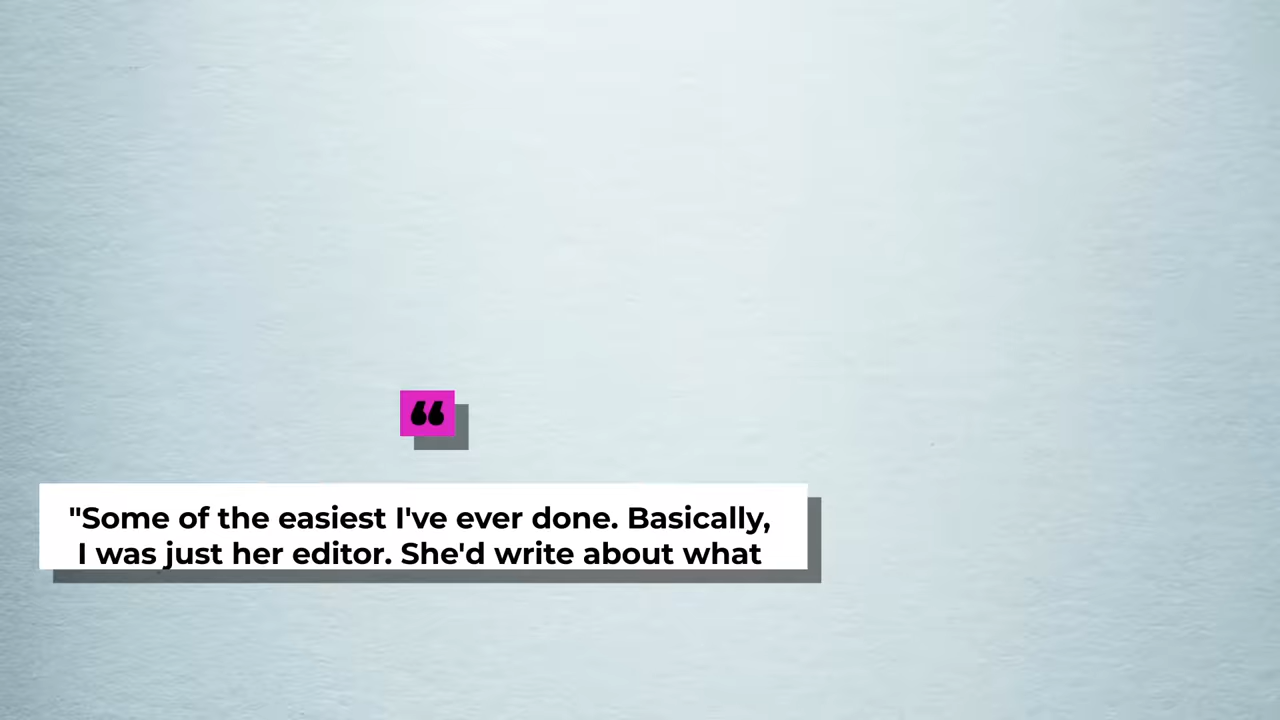 ❝
"Some of the easiest I've ever done. Basically,
I was just her editor. She'd write about what